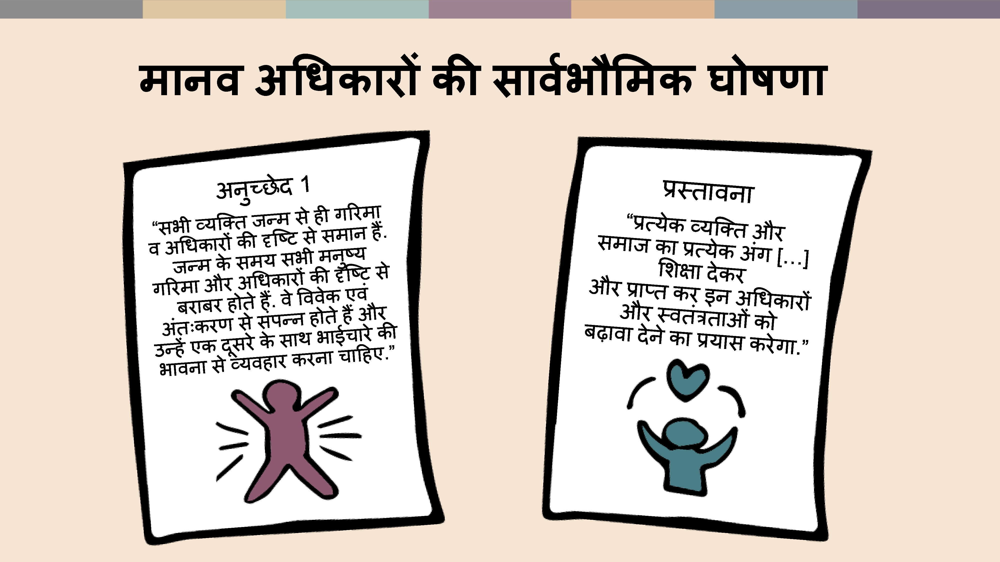 मानव अधिकारों की सार्वभौमिक घोषणा
अनुच्छेद 1
“सभी व्यक्ति जन्म से ही गरिमा
व अधिकारों की दृष्टि से समान हैं.
जन्म के समय सभी मनुष्य
गरिमा और अधिकारों की दृष्टि से
बराबर होते हैं. वे विवेक एवं
अंतःकरण से संपन्न होते हैं और
उन्हें एक दूसरे के साथ भाईचारे की
भावना से व्यवहार करना चाहिए.”
प्रस्तावना
“प्रत्येक व्यक्ति और
समाज का प्रत्येक अंग [...]
शिक्षा देकर
और प्राप्त कर इन अधिकारों
और स्वतंत्रताओं को
बढ़ावा देने का प्रयास करेगा.”